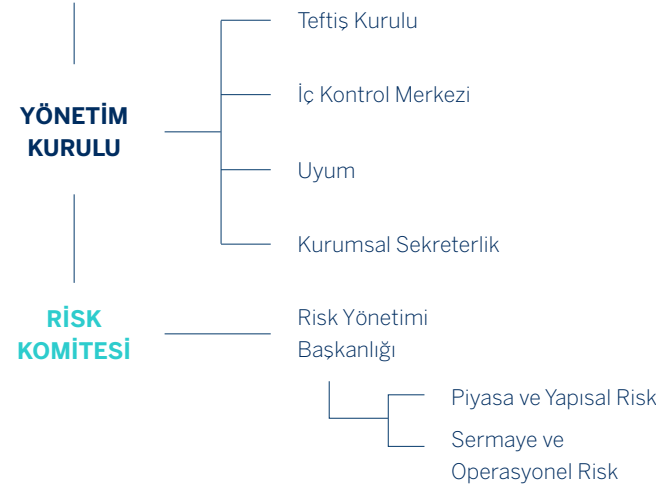 Teftiş Kurulu
İç Kontrol Merkezi
YÖNETİM
KURULU
Uyum
Kurumsal Sekreterlik
RİSK
KOMİTESİ
Risk Yönetimi
Başkanlığı
Piyasa ve Yapısal Risk
Sermaye ve
Operasyonel Risk